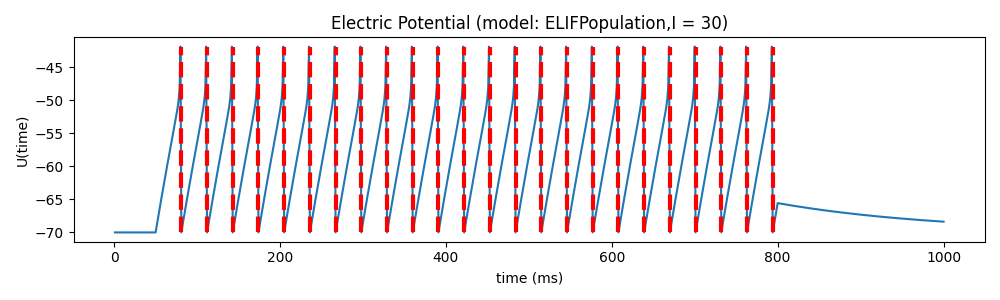 Electric Potential (model: ELIFPopulation,I = 30)
U(time)
−45
−50
−55
−60
−65
−70
0 200 400 600 800 1000
time (ms)